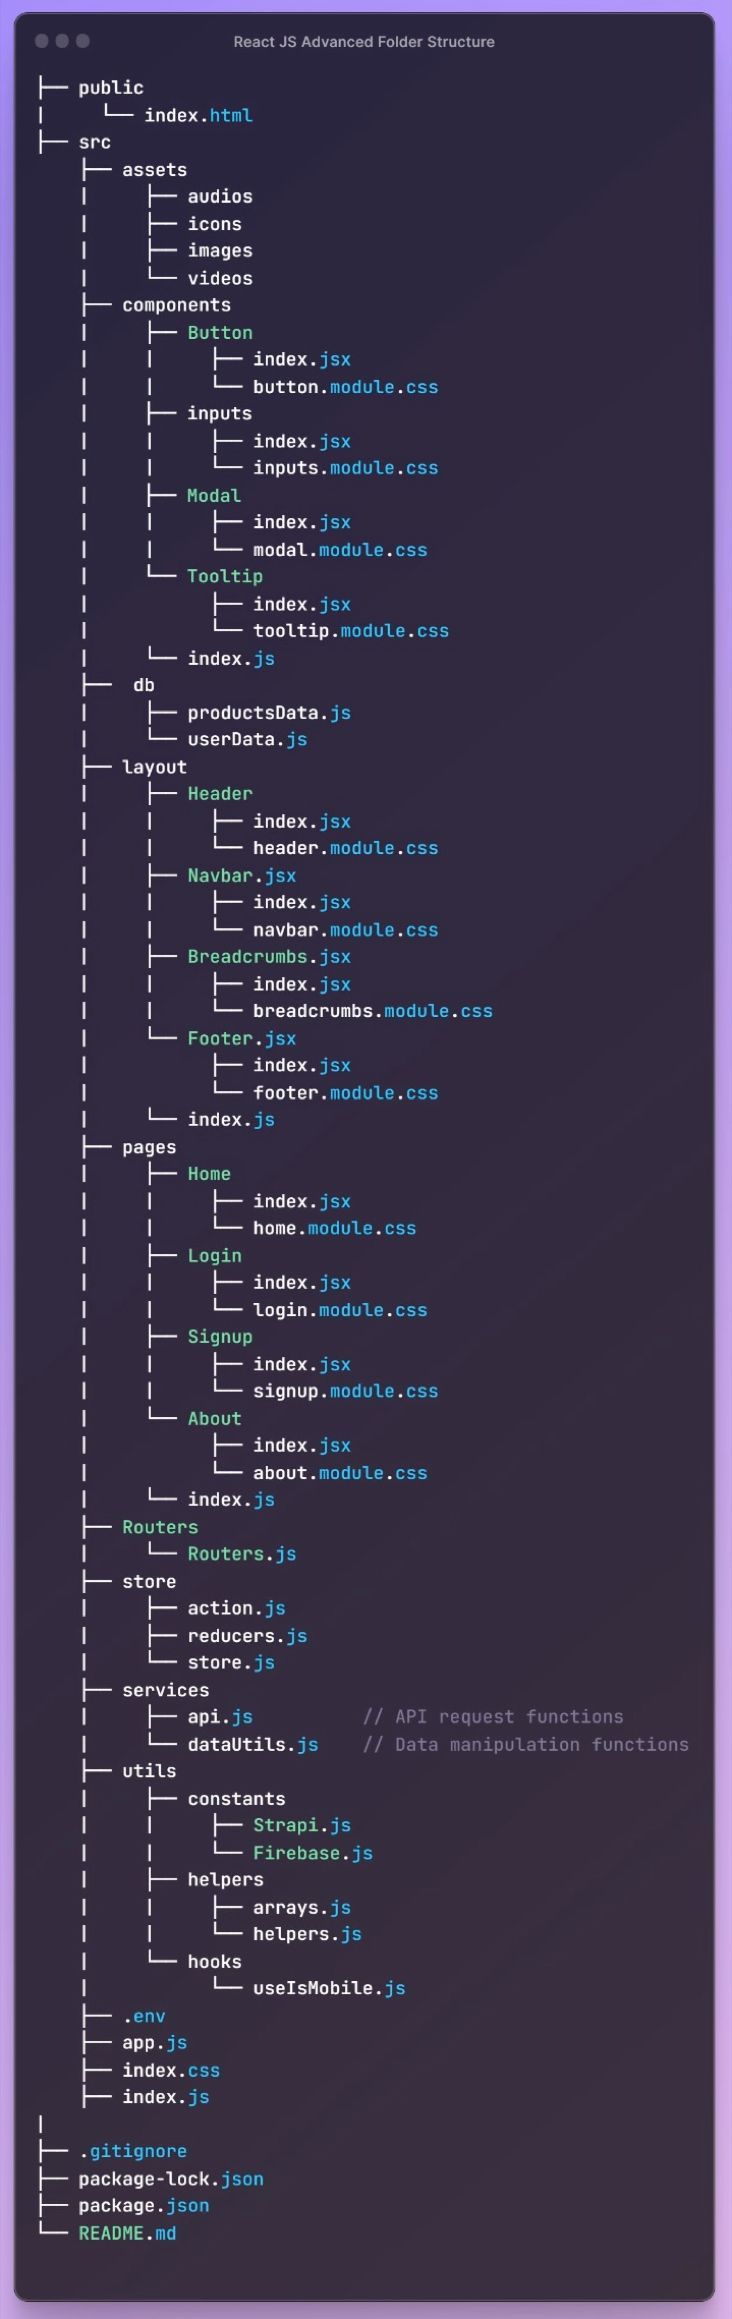 React JS Advanced Folder Structure
├── public
|     └── index.html
├── src
    ├── assets
    |     ├── audios
    |     ├── icons
    |     ├── images
    |     └── videos
    ├── components
    |     ├── Button
    |     |     ├── index.jsx
    |     |     └── button.module.css
    |     ├── inputs
    |     |     ├── index.jsx
    |     |     └── inputs.module.css
    |     ├── Modal
    |     |     ├── index.jsx
    |     |     └── modal.module.css
    |     └── Tooltip
    |           ├── index.jsx
    |           └── tooltip.module.css
    |     └── index.js
    ├──  db
    |     ├── productsData.js
    |     └── userData.js
    ├── layout
    |     ├── Header
    |     |     ├── index.jsx
    |     |     └── header.module.css
    |     ├── Navbar.jsx
    |     |     ├── index.jsx
    |     |     └── navbar.module.css
    |     ├── Breadcrumbs.jsx
    |     |     ├── index.jsx
    |     |     └── breadcrumbs.module.css
    |     └── Footer.jsx
    |           ├── index.jsx
    |           └── footer.module.css
    |     └── index.js
    ├── pages
    |     ├── Home
    |     |     ├── index.jsx
    |     |     └── home.module.css
    |     ├── Login
    |     |     ├── index.jsx
    |     |     └── login.module.css
    |     ├── Signup
    |     |     ├── index.jsx
    |     |     └── signup.module.css
    |     └── About
    |           ├── index.jsx
    |           └── about.module.css
    |     └── index.js
    ├── Routers
    |     └── Routers.js
    ├── store
    |     ├── action.js
    |     ├── reducers.js
    |     └── store.js
    ├── services
    |     ├── api.js          // API request functions
    |     └── dataUtils.js    // Data manipulation functions
    ├── utils
    |     ├── constants
    |     |     ├── Strapi.js
    |     |     └── Firebase.js
    |     ├── helpers
    |     |     ├── arrays.js
    |     |     └── helpers.js
    |     └── hooks
    |           └── useIsMobile.js
    ├── .env
    ├── app.js
    ├── index.css
    ├── index.js
|
├── .gitignore
├── package-lock.json
├── package.json
└── README.md